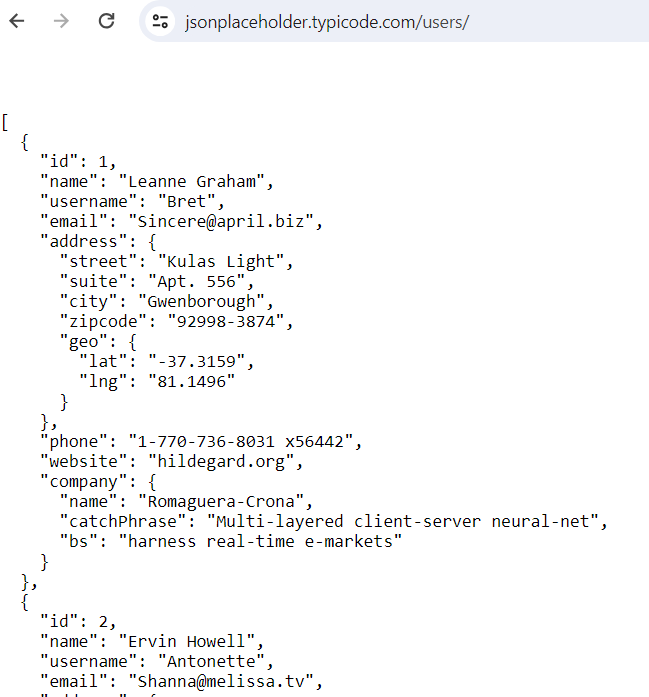 jsonplaceholder.typicode.com/users/
[
  {
    "id": 1,
    "name": "Leanne Graham",
    "username": "Bret",
    "email": "Sincere@april.biz",
    "address": {
      "street": "Kulas Light",
      "suite": "Apt. 556",
      "city": "Gwenborough",
      "zipcode": "92998-3874",
      "geo": {
        "lat": "-37.3159",
        "lng": "81.1496"
      }
    },
    "phone": "1-770-736-8031 x56442",
    "website": "hildegard.org",
    "company": {
      "name": "Romaguera-Crona",
      "catchPhrase": "Multi-layered client-server neural-net",
      "bs": "harness real-time e-markets"
    }
  },
  {
    "id": 2,
    "name": "Ervin Howell",
    "username": "Antonette",
    "email": "Shanna@melissa.tv",